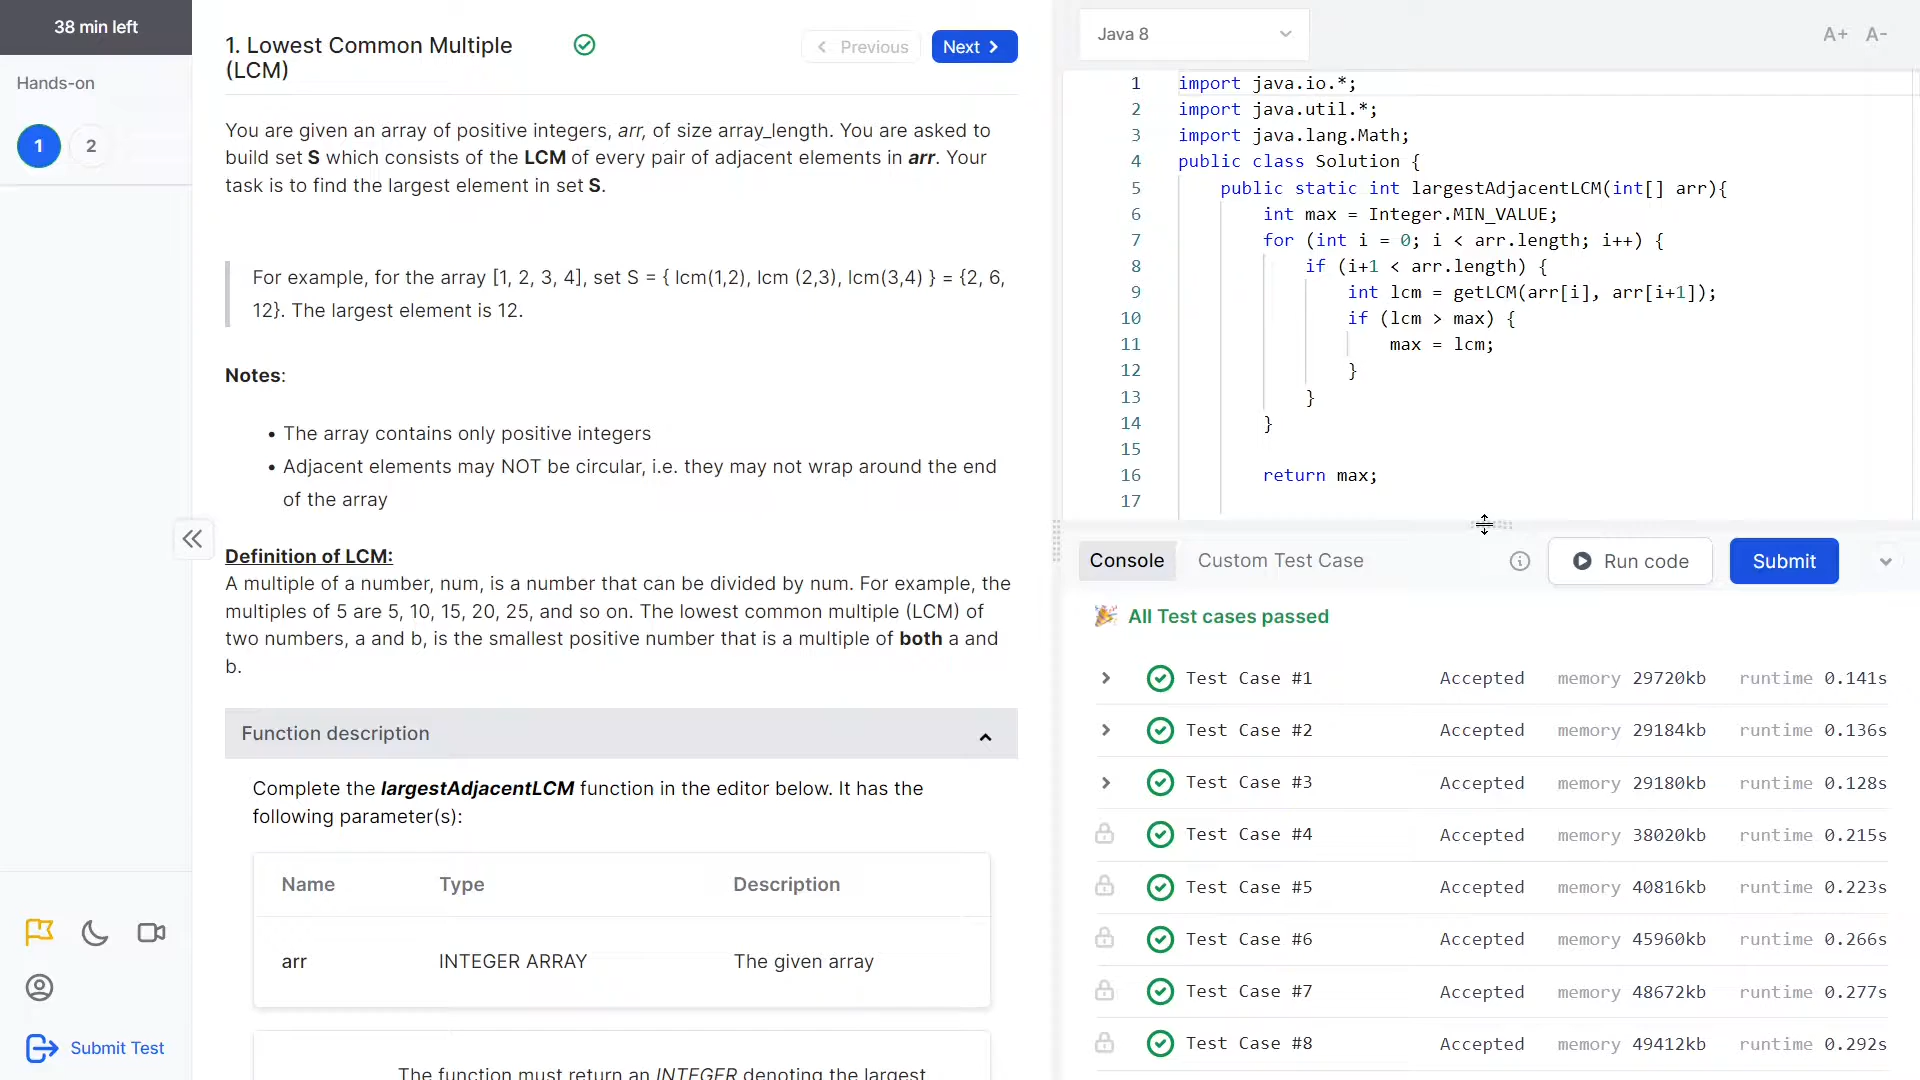 38 min left
Hands-on
1
2
Submit Test
1. Lowest Common Multiple
(LCM)
Previous
Next
You are given an array of positive integers, arr, of size array_length. You are asked to
build set S which consists of the LCM of every pair of adjacent elements in arr. Your
task is to find the largest element in set S.
For example, for the array [1, 2, 3, 4], set S = { lcm(1,2), lcm (2,3), lcm(3,4) } = {2, 6,
12}. The largest element is 12.
Notes:
• The array contains only positive integers
• Adjacent elements may NOT be circular, i.e. they may not wrap around the end
of the array
Definition of LCM:
A multiple of a number, num, is a number that can be divided by num. For example, the
multiples of 5 are 5, 10, 15, 20, 25, and so on. The lowest common multiple (LCM) of
two numbers, a and b, is the smallest positive number that is a multiple of both a and
b.
Function description
Complete the largestAdjacentLCM function in the editor below. It has the
following parameter(s):
Name Type Description
arr INTEGER ARRAY The given array
The function must return an INTEGER denoting the largest
Java 8
A+ A-
1 import java.io.*;
2 import java.util.*;
3 import java.lang.Math;
4 public class Solution {
5 public static int largestAdjacentLCM(int[] arr){
6 int max = Integer.MIN_VALUE;
7 for (int i = 0; i < arr.length; i++) {
8 if (i+1 < arr.length) {
9 int lcm = getLCM(arr[i], arr[i+1]);
10 if (lcm > max) {
11 max = lcm;
12 }
13 }
14 }
15
16 return max;
17
Console
Custom Test Case
Run code
Submit
All Test cases passed
Test Case #1 Accepted memory 29720kb runtime 0.141s
Test Case #2 Accepted memory 29184kb runtime 0.136s
Test Case #3 Accepted memory 29180kb runtime 0.128s
Test Case #4 Accepted memory 38020kb runtime 0.215s
Test Case #5 Accepted memory 40816kb runtime 0.223s
Test Case #6 Accepted memory 45960kb runtime 0.266s
Test Case #7 Accepted memory 48672kb runtime 0.277s
Test Case #8 Accepted memory 49412kb runtime 0.292s